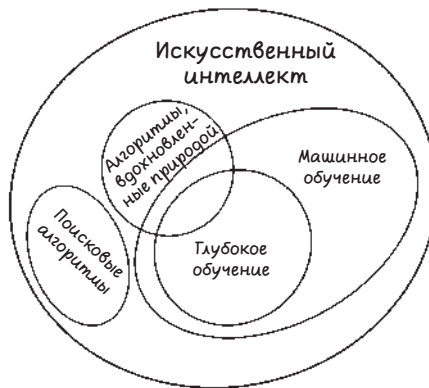 Искусственный
интеллект
Алгоритмы,
вдохновлен-
ные природой
Машинное
обучение
Поисковые
алгоритмы
Глубокое
обучение